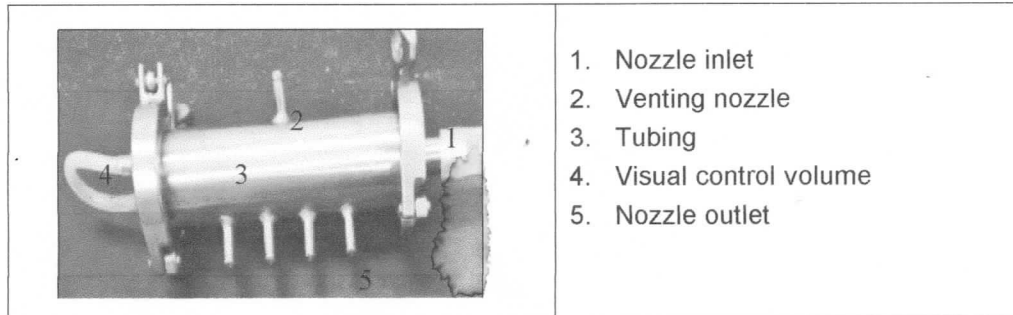 2
1
4
3
5
1. Nozzle inlet
2. Venting nozzle
3. Tubing
4. Visual control volume
5. Nozzle outlet